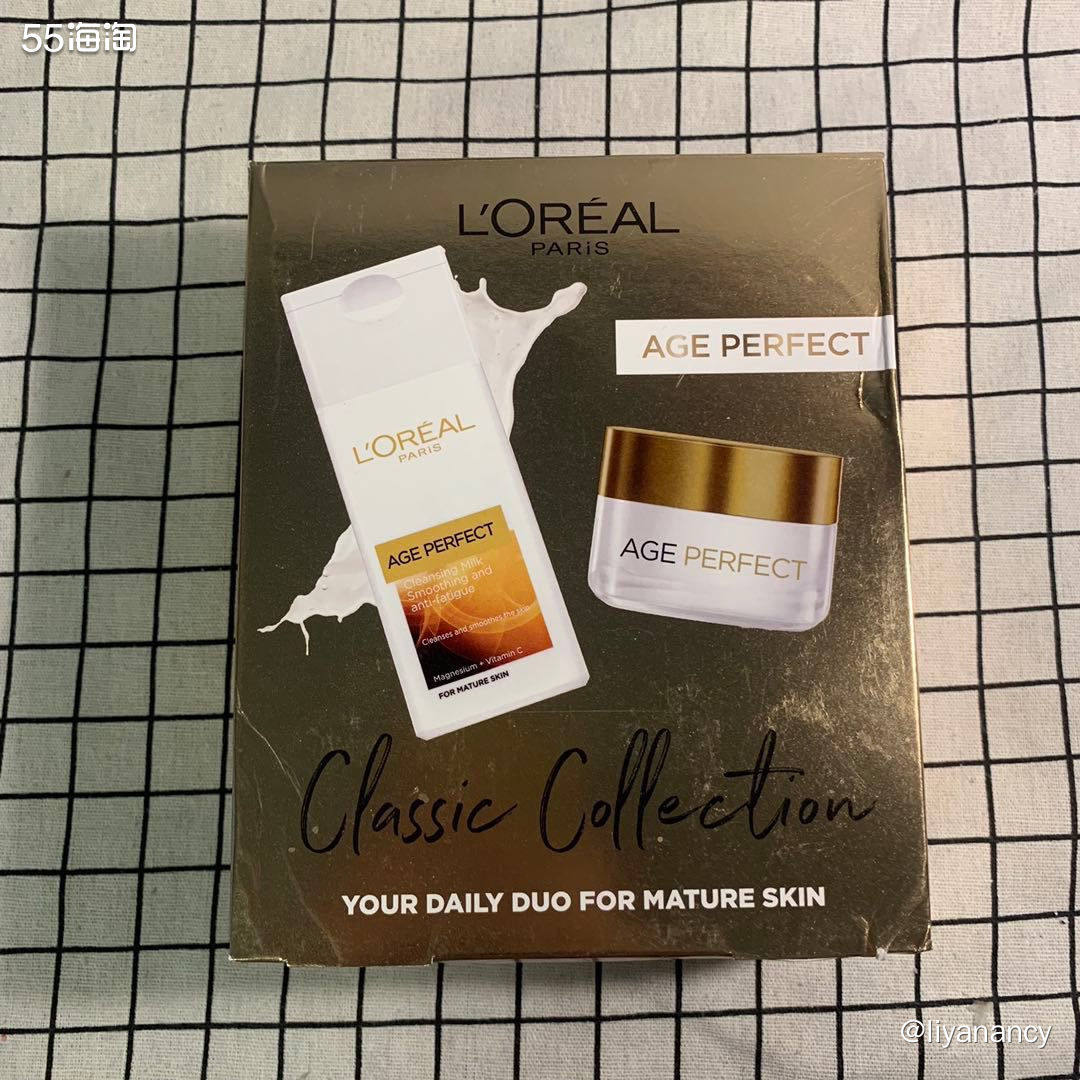 55海淘
L'ORÉAL
PARiS
AGE PERFECT
L'ORÉAL
PARiS
AGE PERFECT
Cleansing Milk
Smoothing and
anti-fatigue
Cleanses and smoothes the skin
Magnesium + Vitamin C
FOR MATURE SKIN
AGE PERFECT
Classic Collection
YOUR DAILY DUO FOR MATURE SKIN
@liyanancy